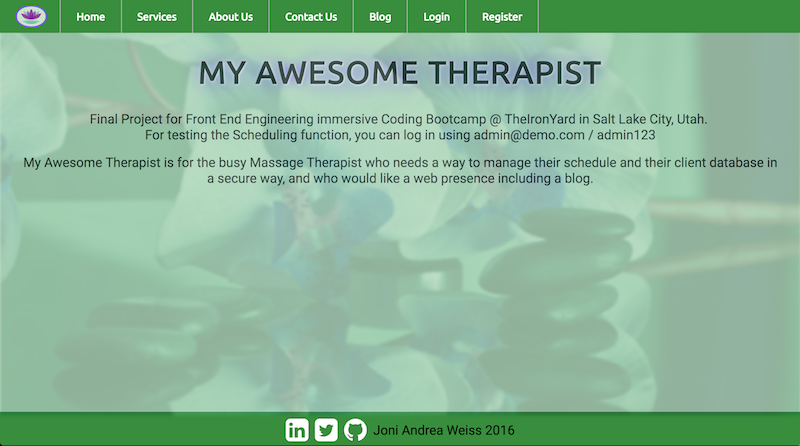 Home Services About Us Contact Us Blog Login Register
MY AWESOME THERAPIST
Final Project for Front End Engineering immersive Coding Bootcamp @ TheIronYard in Salt Lake City, Utah.
For testing the Scheduling function, you can log in using admin@demo.com / admin123
My Awesome Therapist is for the busy Massage Therapist who needs a way to manage their schedule and their client database in
a secure way, and who would like a web presence including a blog.
in Joni Andrea Weiss 2016